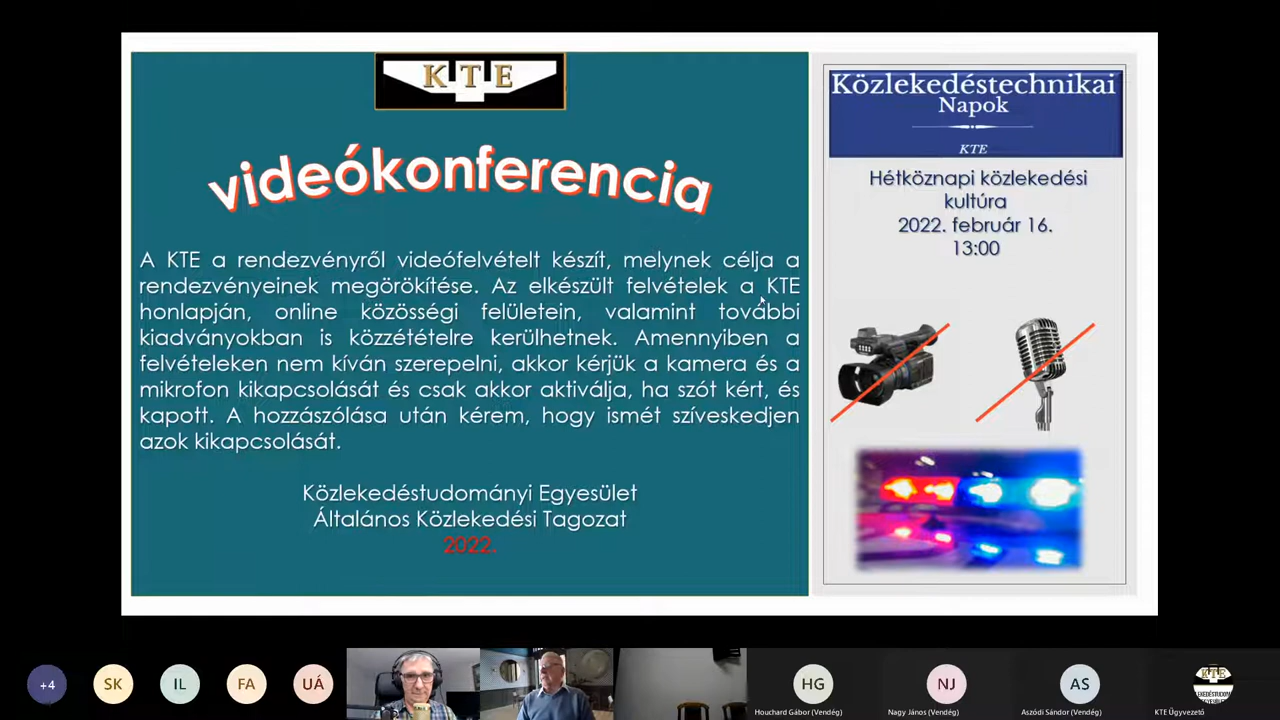 KTE
videókonferencia
A KTE a rendezvényről videófelvételt készít, melynek célja a
rendezvényeinek megörökítése. Az elkészült felvételek a KTE
honlapján, online közösségi felületein, valamint további
kiadványokban is közzétételre kerülhetnek. Amennyiben a
felvételeken nem kíván szerepelni, akkor kérjük a kamera és a
mikrofon kikapcsolását és csak akkor aktiválja, ha szót kért, és
kapott. A hozzászólása után kérem, hogy ismét szíveskedjen
azok kikapcsolását.
Közlekedéstudományi Egyesület
Általános Közlekedési Tagozat
2022.
Közlekedéstechnikai
Napok
KTE
Hétköznapi közlekedési
kultúra
2022. február 16.
13:00
+4
SK
IL
FA
UÁ
HG
Houchard Gábor (Vendég)
NJ
Nagy János (Vendég)
AS
Aszódi Sándor (Vendég)
KTE
KTE Ügyvezető